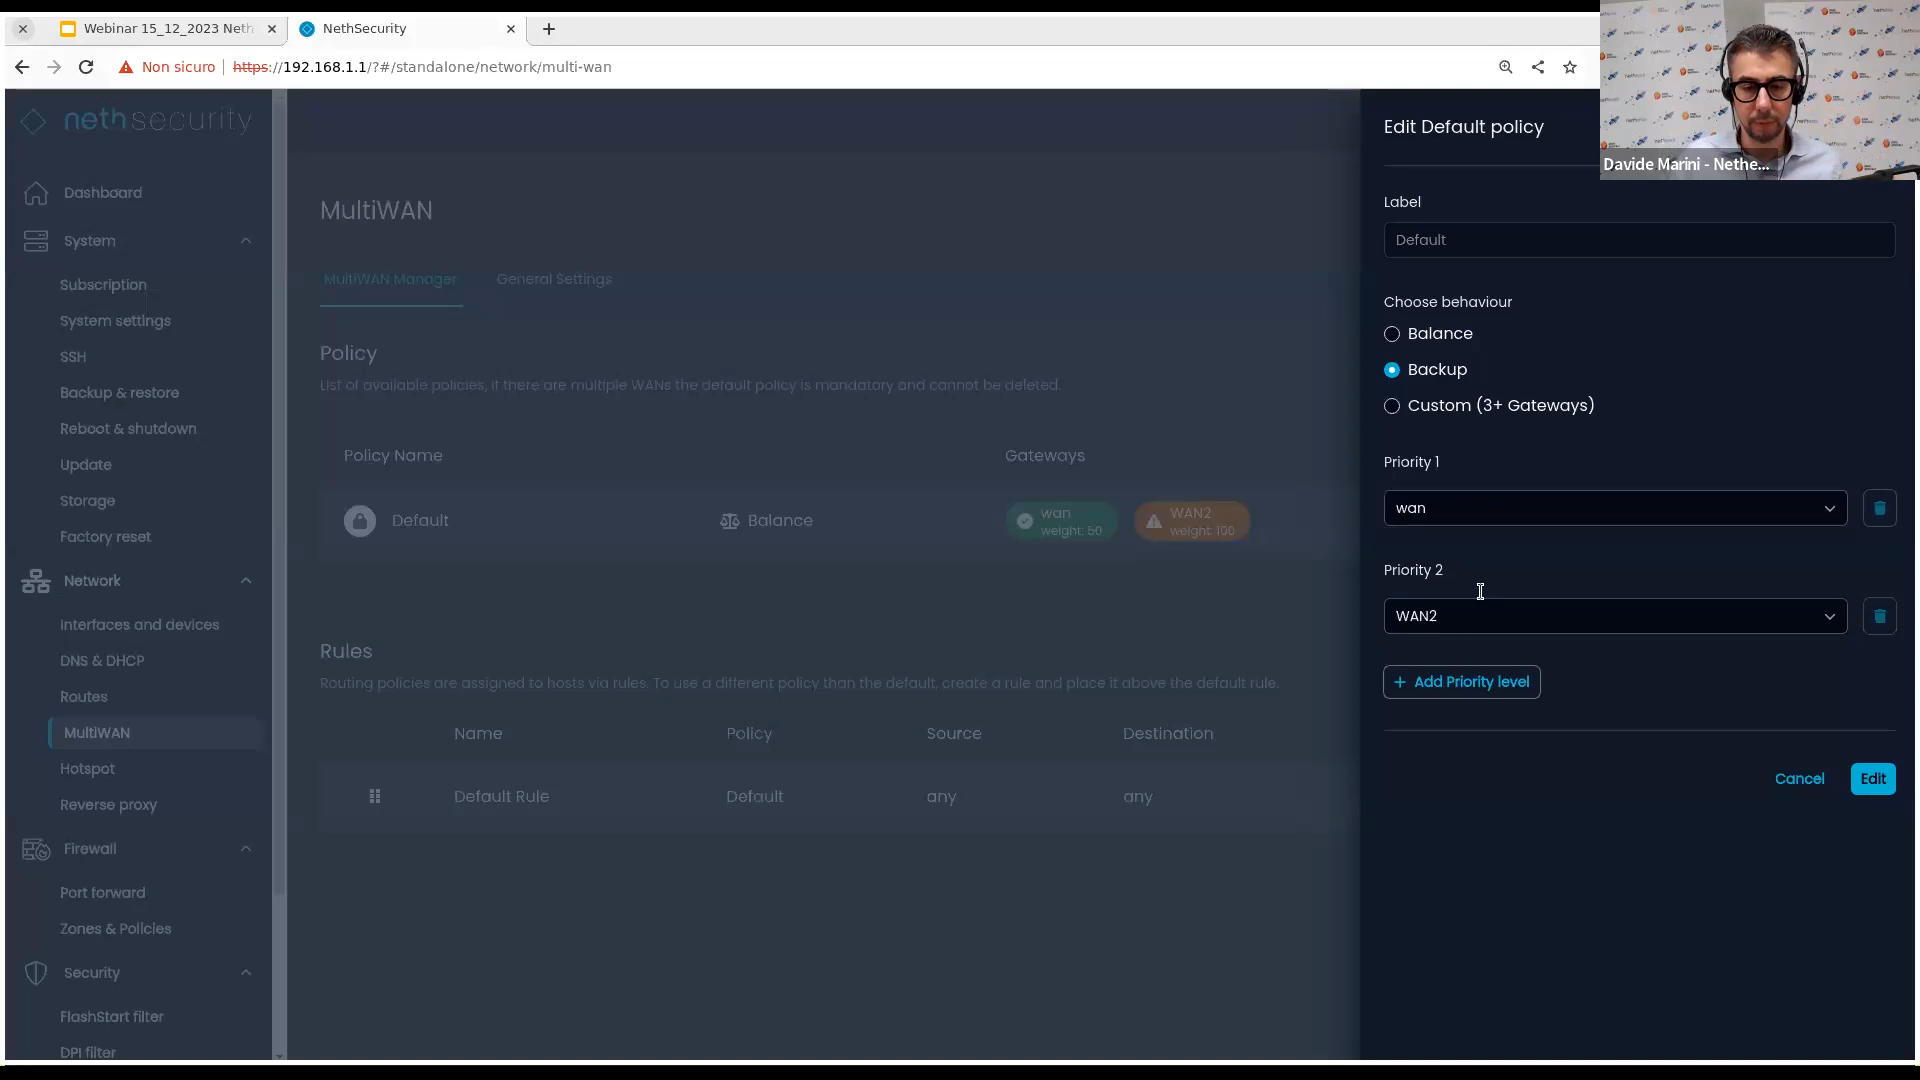 Webinar 15_12_2023 Neth
NethSecurity
Non sicuro
https://192.168.1.1/?#/standalone/network/multi-wan
Davide Marini - Nethe...
nethsecurity
Dashboard
System
Subscription
System settings
SSH
Backup & restore
Reboot & shutdown
Update
Storage
Factory reset
Network
Interfaces and devices
DNS & DHCP
Routes
MultiWAN
Hotspot
Reverse proxy
Firewall
Port forward
Zones & Policies
Security
FlashStart filter
DPI filter
MultiWAN
MultiWAN Manager
General Settings
Policy
List of available policies, if there are multiple WANs the default policy is mandatory and cannot be deleted.
Policy Name
Gateways
Default
Balance
wan
weight: 50
WAN2
weight: 100
Rules
Routing policies are assigned to hosts via rules. To use a different policy than the default, create a rule and place it above the default rule.
Name
Policy
Source
Destination
Default Rule
Default
any
any
Edit Default policy
Label
Default
Choose behaviour
Balance
Backup
Custom (3+ Gateways)
Priority 1
wan
Priority 2
WAN2
+ Add Priority level
Cancel
Edit